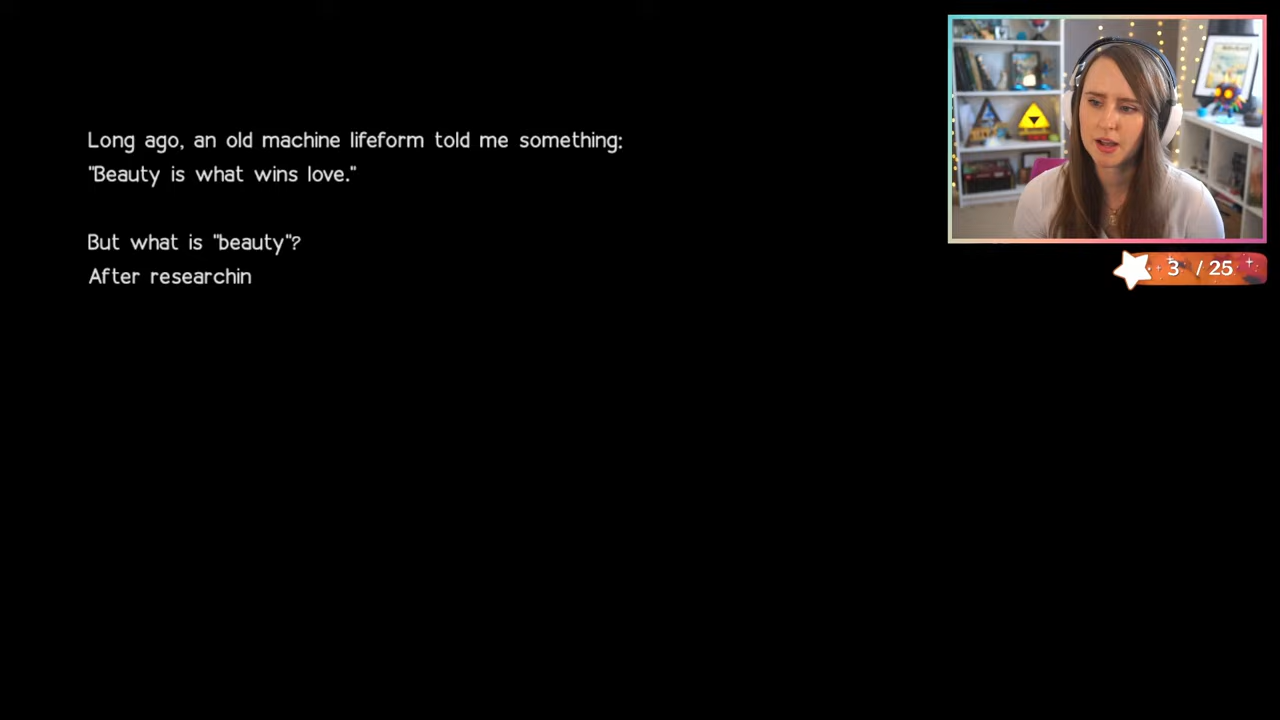 Long ago, an old machine lifeform told me something:
"Beauty is what wins love."
But what is "beauty"?
After researchin
3 / 25